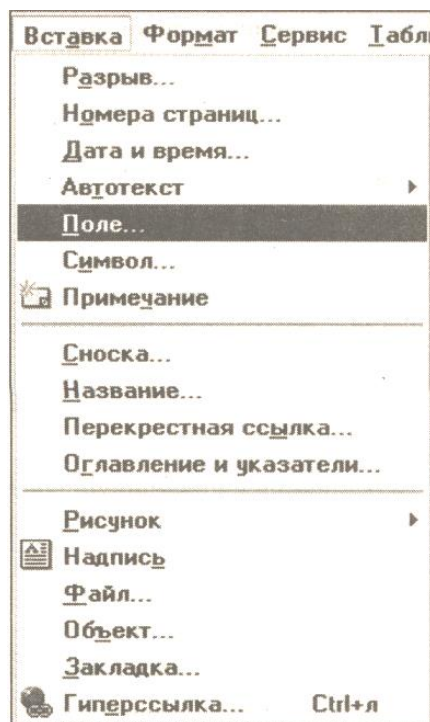 Вставка Формат Сервис Табл
Разрыв...
Номера страниц...
Дата и время...
Автотекст
Поле...
Символ...
Примечание
Сноска...
Название...
Перекрестная ссылка...
Оглавление и указатели...
Рисунок
Надпись
Файл...
Объект...
Закладка...
Гиперссылка... Ctrl+л